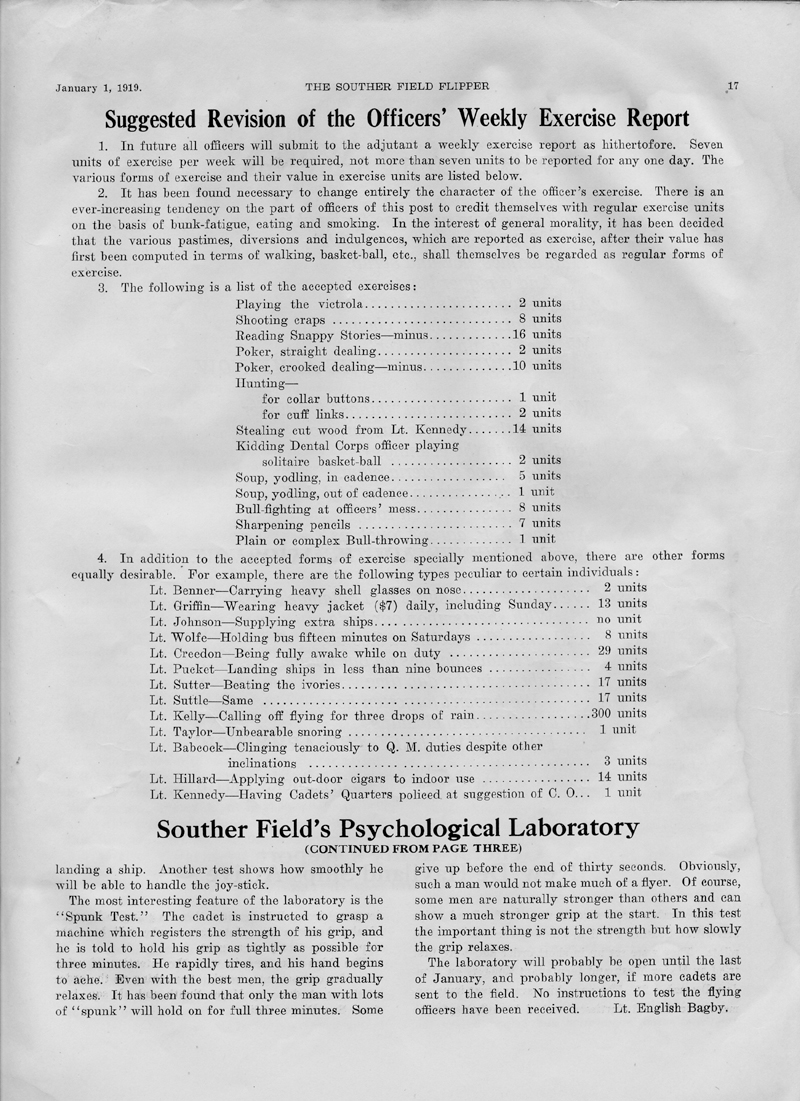 January 1, 1919.
THE SOUTHER FIELD FLIPPER
17
Suggested Revision of the Officers' Weekly Exercise Report
1. In future all officers will submit to the adjutant a weekly exercise report as hithertofore. Seven
units of exercise per week will be required, not more than seven units to be reported for any one day. The
various forms of exercise and their value in exercise units are listed below.
2. It has been found necessary to change entirely the character of the officer's exercise. There is an
ever-increasing tendency on the part of officers of this post to credit themselves with regular exercise units
on the basis of bunk-fatigue, eating and smoking. In the interest of general morality, it has been decided
that the various pastimes, diversions and indulgences, which are reported as exercise, after their value has
first been computed in terms of walking, basket-ball, etc., shall themselves be regarded as regular forms of
exercise.
3. The following is a list of the accepted exercises:
Playing the victrola....................... 2 units
Shooting craps ............................ 8 units
Reading Snappy Stories—minus.............16 units
Poker, straight dealing..................... 2 units
Poker, crooked dealing—minus..............10 units
Hunting—
for collar buttons...................... 1 unit
for cuff links.......................... 2 units
Stealing cut wood from Lt. Kennedy.......14 units
Kidding Dental Corps officer playing
solitaire basket-ball ................... 2 units
Soup, yodling, in cadence.................. 5 units
Soup, yodling, out of cadence................ 1 unit
Bull-fighting at officers' mess............... 8 units
Sharpening pencils ........................ 7 units
Plain or complex Bull-throwing............. 1 unit
4. In addition to the accepted forms of exercise specially mentioned above, there are other forms
equally desirable. For example, there are the following types peculiar to certain individuals:
Lt. Benner—Carrying heavy shell glasses on nose.................... 2 units
Lt. Griffin—Wearing heavy jacket ($7) daily, including Sunday...... 13 units
Lt. Johnson—Supplying extra ships................................. no unit
Lt. Wolfe—Holding bus fifteen minutes on Saturdays .................. 8 units
Lt. Creedon—Being fully awake while on duty ...................... 29 units
Lt. Pucket—Landing ships in less than nine bounces ................ 4 units
Lt. Sutter—Beating the ivories....................................... 17 units
Lt. Suttle—Same ................................................... 17 units
Lt. Kelly—Calling off flying for three drops of rain..................300 units
Lt. Taylor—Unbearable snoring ..................................... 1 unit
Lt. Babcock—Clinging tenaciously to Q. M. duties despite other
inclinations ............................................ 3 units
Lt. Hillard—Applying out-door cigars to indoor use ................. 14 units
Lt. Kennedy—Having Cadets' Quarters policed at suggestion of C. O... 1 unit
Souther Field's Psychological Laboratory
(CONTINUED FROM PAGE THREE)
landing a ship. Another test shows how smoothly he
will be able to handle the joy-stick.
The most interesting feature of the laboratory is the
"Spunk Test." The cadet is instructed to grasp a
machine which registers the strength of his grip, and
he is told to hold his grip as tightly as possible for
three minutes. He rapidly tires, and his hand begins
to ache. Even with the best men, the grip gradually
relaxes. It has been found that only the man with lots
of "spunk" will hold on for full three minutes. Some
give up before the end of thirty seconds. Obviously,
such a man would not make much of a flyer. Of course,
some men are naturally stronger than others and can
show a much stronger grip at the start. In this test
the important thing is not the strength but how slowly
the grip relaxes.
The laboratory will probably be open until the last
of January, and probably longer, if more cadets are
sent to the field. No instructions to test the flying
officers have been received. Lt. English Bagby.